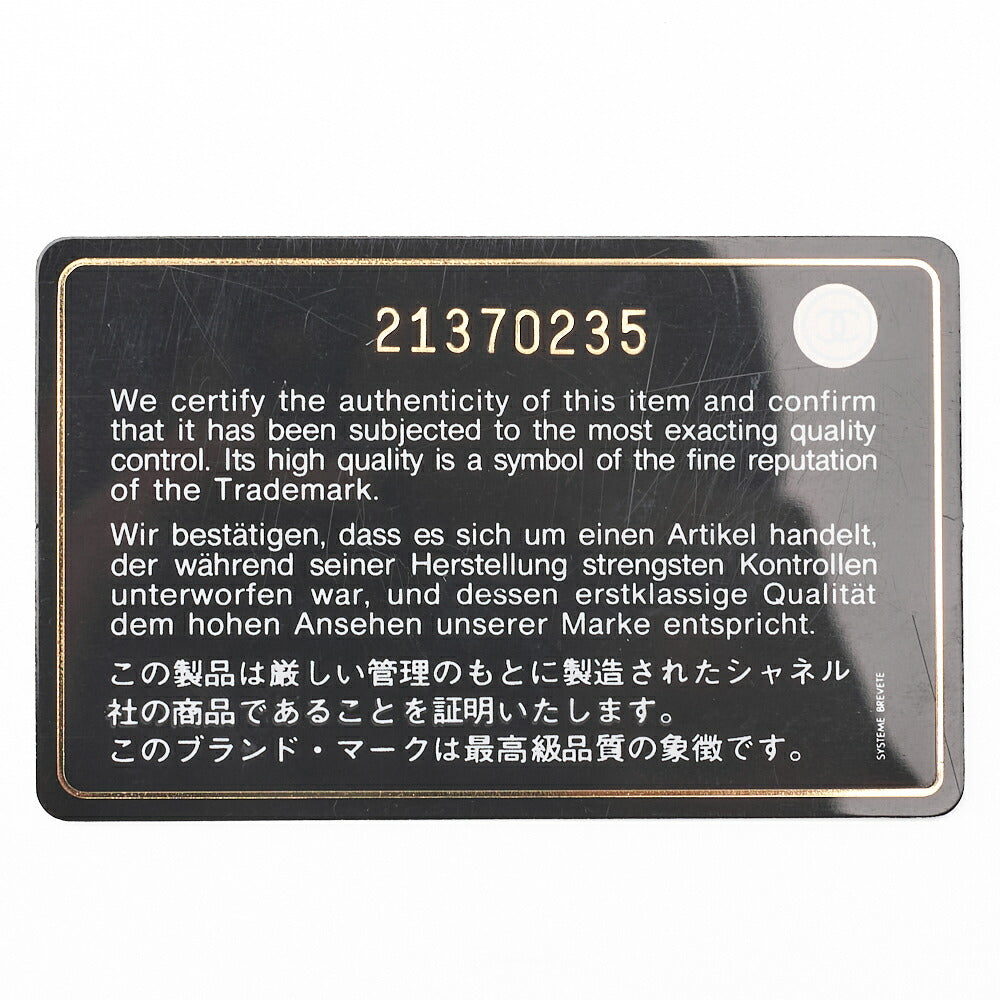 21370235
We certify the authenticity of this item and confirm
that it has been subjected to the most exacting quality
control. Its high quality is a symbol of the fine reputation
of the Trademark.
Wir bestätigen, dass es sich um einen Artikel handelt,
der während seiner Herstellung strengsten Kontrollen
unterworfen war, und dessen erstklassige Qualität
dem hohen Ansehen unserer Marke entspricht.
この製品は厳しい管理のもとに製造されたシャネル
社の商品であることを証明いたします。
このブランド・マークは最高級品質の象徴です。
SYSTEME BREVETE